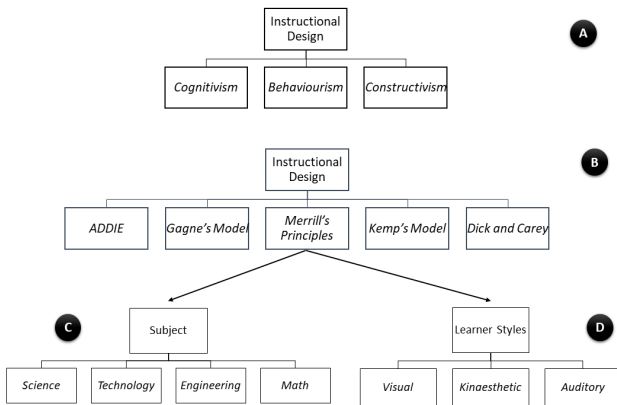 Instructional
Design
A
Cognitivism
Behaviourism
Constructivism
Instructional
Design
B
ADDIE
Gagne's Model
Merrill's
Principles
Kemp's Model
Dick and Carey
C
Subject
Learner Styles
D
Science
Technology
Engineering
Math
Visual
Kinaesthetic
Auditory